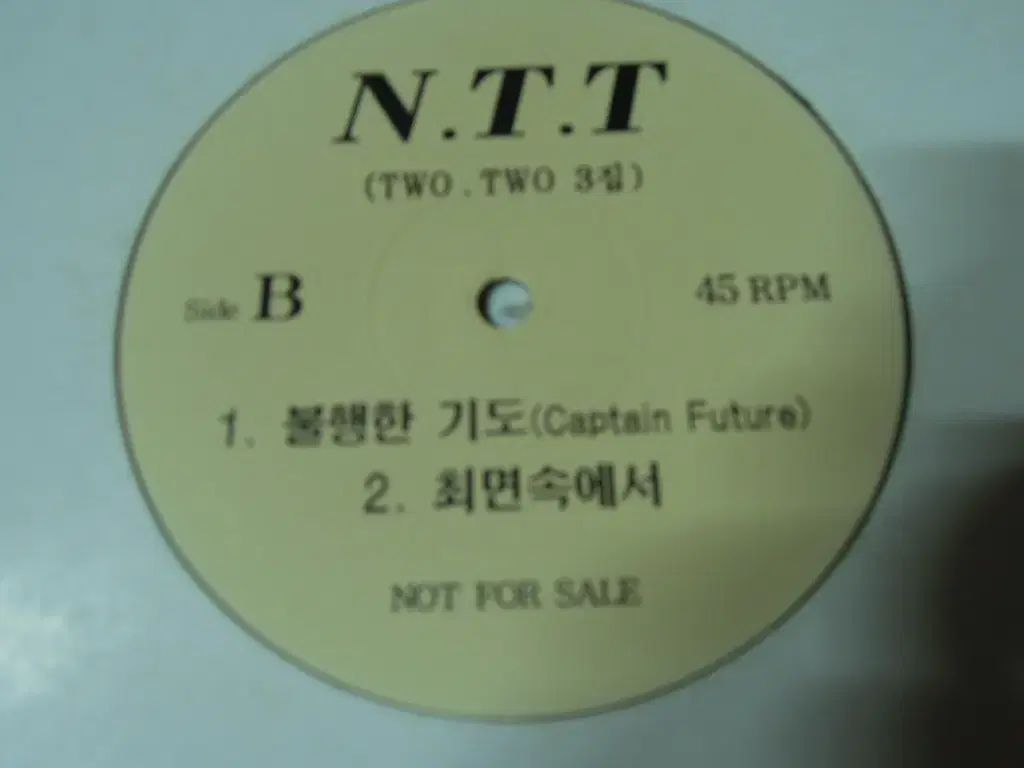 N.T.T
(TWO.TWO 3집)
Side B
45 RPM
1. 불행한 기도(Captain Future)
2. 최면속에서
NOT FOR SALE